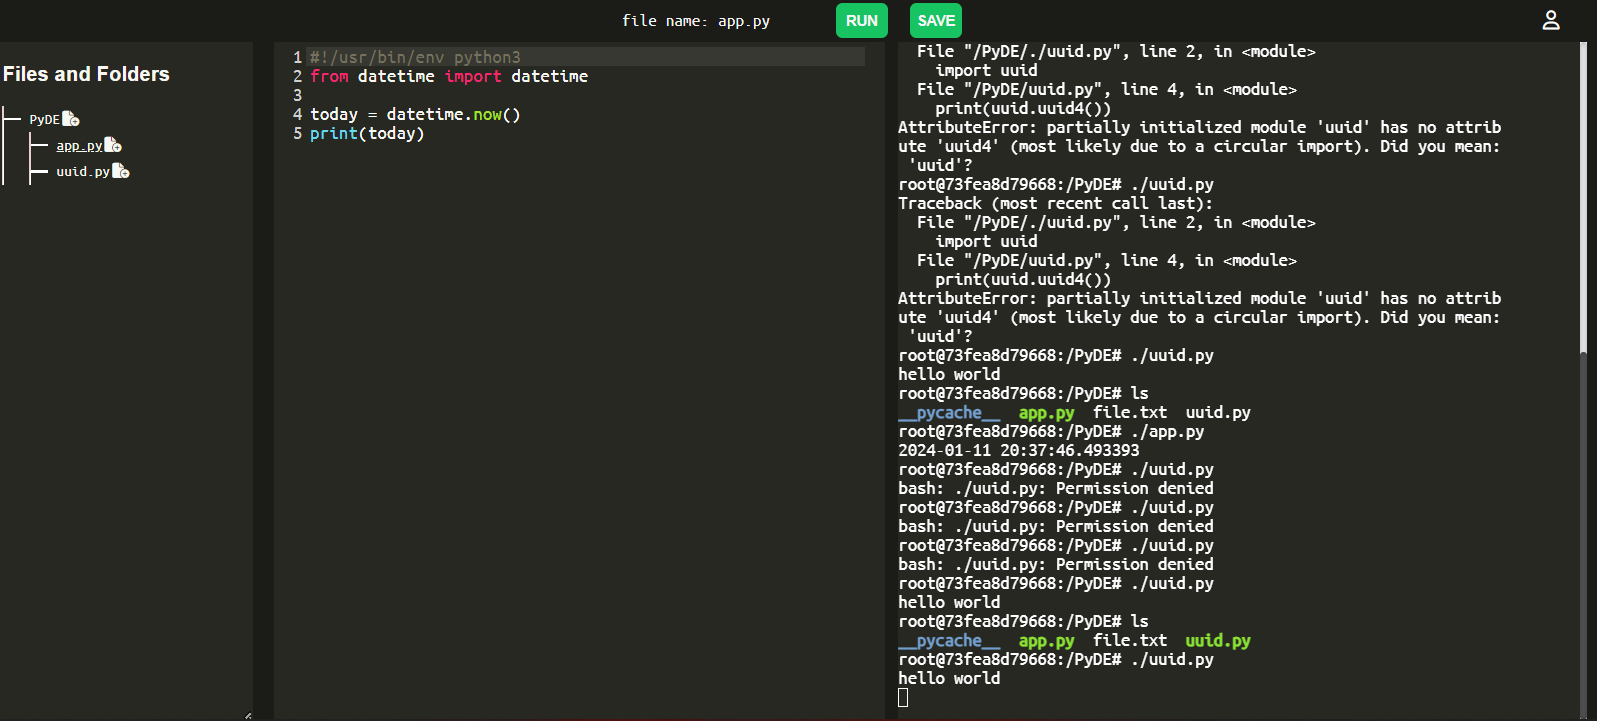 file name: app.py
RUN
SAVE
Files and Folders
PyDE
app.py
uuid.py
1 #!/usr/bin/env python3
2 from datetime import datetime
3
4 today = datetime.now()
5 print(today)
File "/PyDE/./uuid.py", line 2, in <module>
import uuid
File "/PyDE/uuid.py", line 4, in <module>
print(uuid.uuid4())
AttributeError: partially initialized module 'uuid' has no attrib
ute 'uuid4' (most likely due to a circular import). Did you mean:
'uuid'?
root@73fea8d79668:/PyDE# ./uuid.py
Traceback (most recent call last):
File "/PyDE/./uuid.py", line 2, in <module>
import uuid
File "/PyDE/uuid.py", line 4, in <module>
print(uuid.uuid4())
AttributeError: partially initialized module 'uuid' has no attrib
ute 'uuid4' (most likely due to a circular import). Did you mean:
'uuid'?
root@73fea8d79668:/PyDE# ./uuid.py
hello world
root@73fea8d79668:/PyDE# ls
__pycache__ app.py file.txt uuid.py
root@73fea8d79668:/PyDE# ./app.py
2024-01-11 20:37:46.493393
root@73fea8d79668:/PyDE# ./uuid.py
bash: ./uuid.py: Permission denied
root@73fea8d79668:/PyDE# ./uuid.py
bash: ./uuid.py: Permission denied
root@73fea8d79668:/PyDE# ./uuid.py
bash: ./uuid.py: Permission denied
root@73fea8d79668:/PyDE# ./uuid.py
hello world
root@73fea8d79668:/PyDE# ls
__pycache__ app.py file.txt uuid.py
root@73fea8d79668:/PyDE# ./uuid.py
hello world